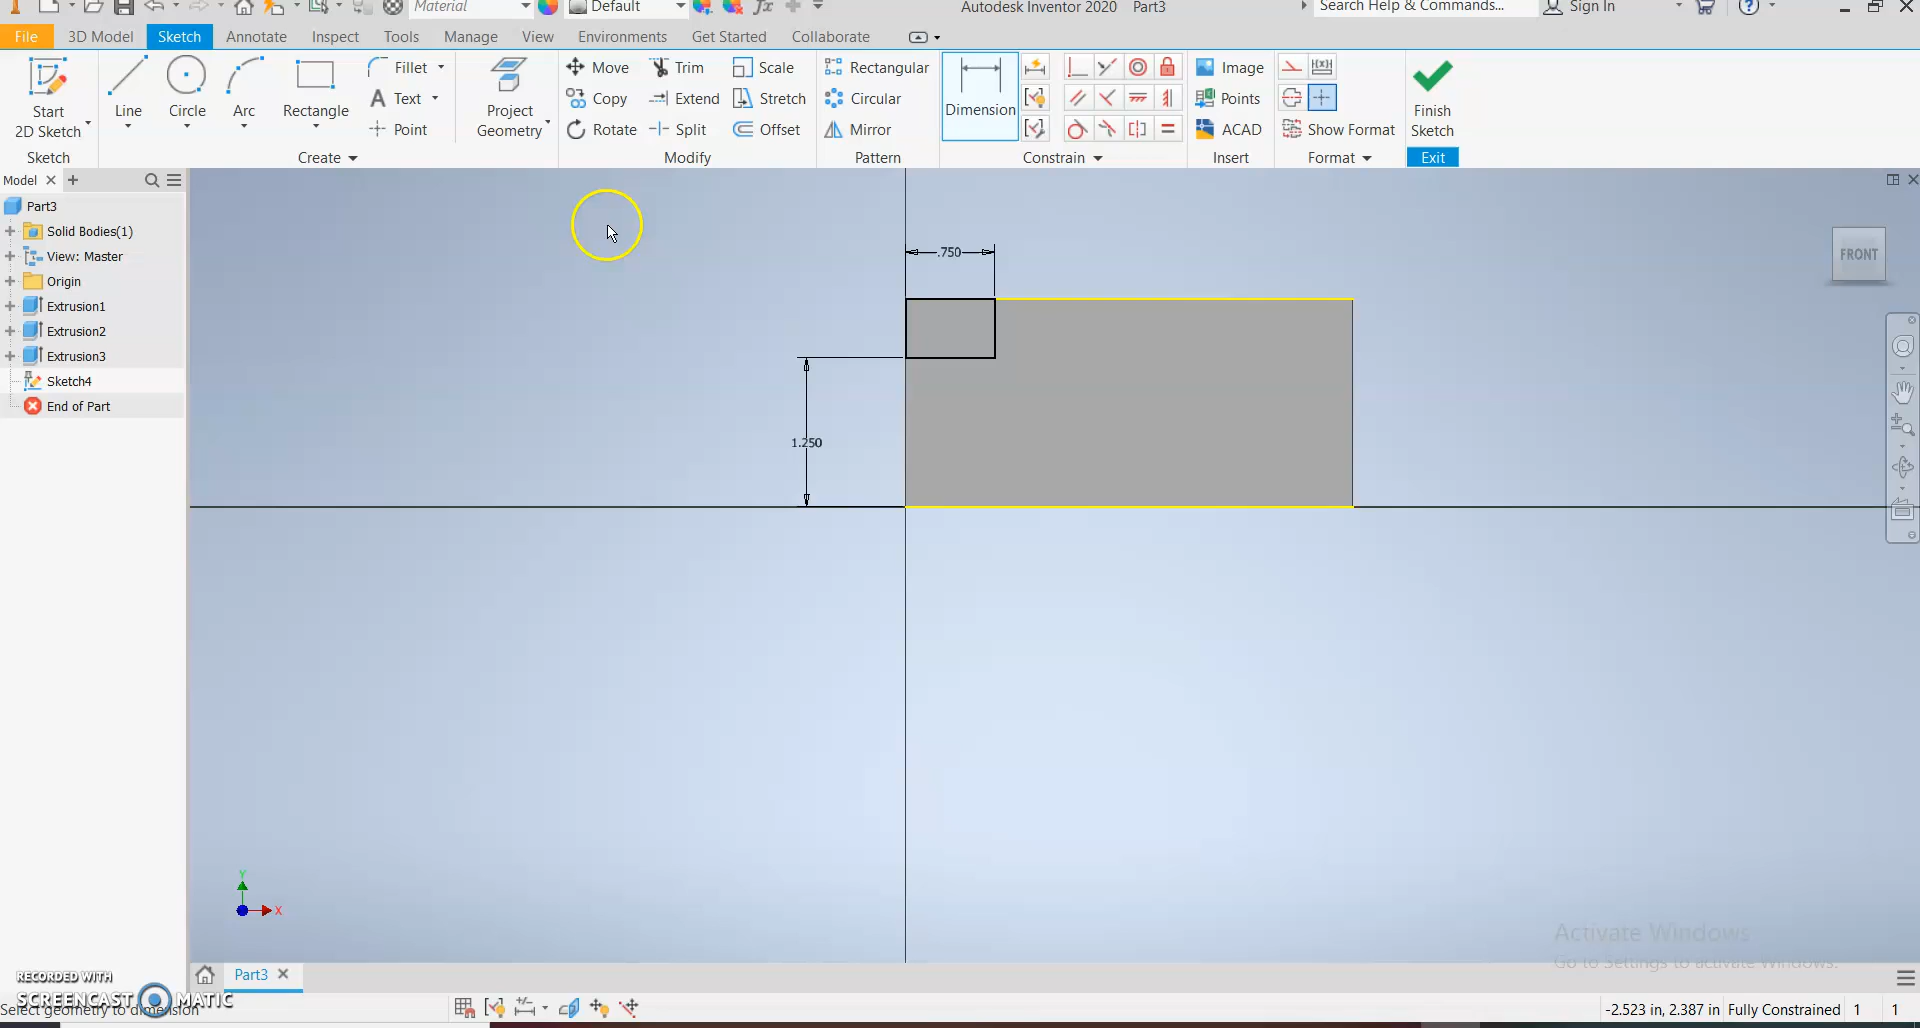 Material
Default
Autodesk Inventor 2020 Part3
Search Help & Commands...
Sign In
File
3D Model
Sketch
Annotate
Inspect
Tools
Manage
View
Environments
Get Started
Collaborate
Start
2D Sketch
Line
Circle
Arc
Rectangle
Fillet
Text
Point
Project
Geometry
Move
Copy
Rotate
Trim
Extend
Split
Scale
Stretch
Offset
Rectangular
Circular
Mirror
Dimension
Image
Points
ACAD
Show Format
Finish
Sketch
Sketch
Create
Modify
Pattern
Constrain
Insert
Format
Exit
Model
Part3
Solid Bodies(1)
View: Master
Origin
Extrusion1
Extrusion2
Extrusion3
Sketch4
End of Part
FRONT
.750
1.250
Y
X
Activate Windows
Go to Settings to activate Windows.
Part3
RECORDED WITH
SCREENCAST MATIC
Select geometry to dimension
-2.523 in, 2.387 in Fully Constrained 1 1